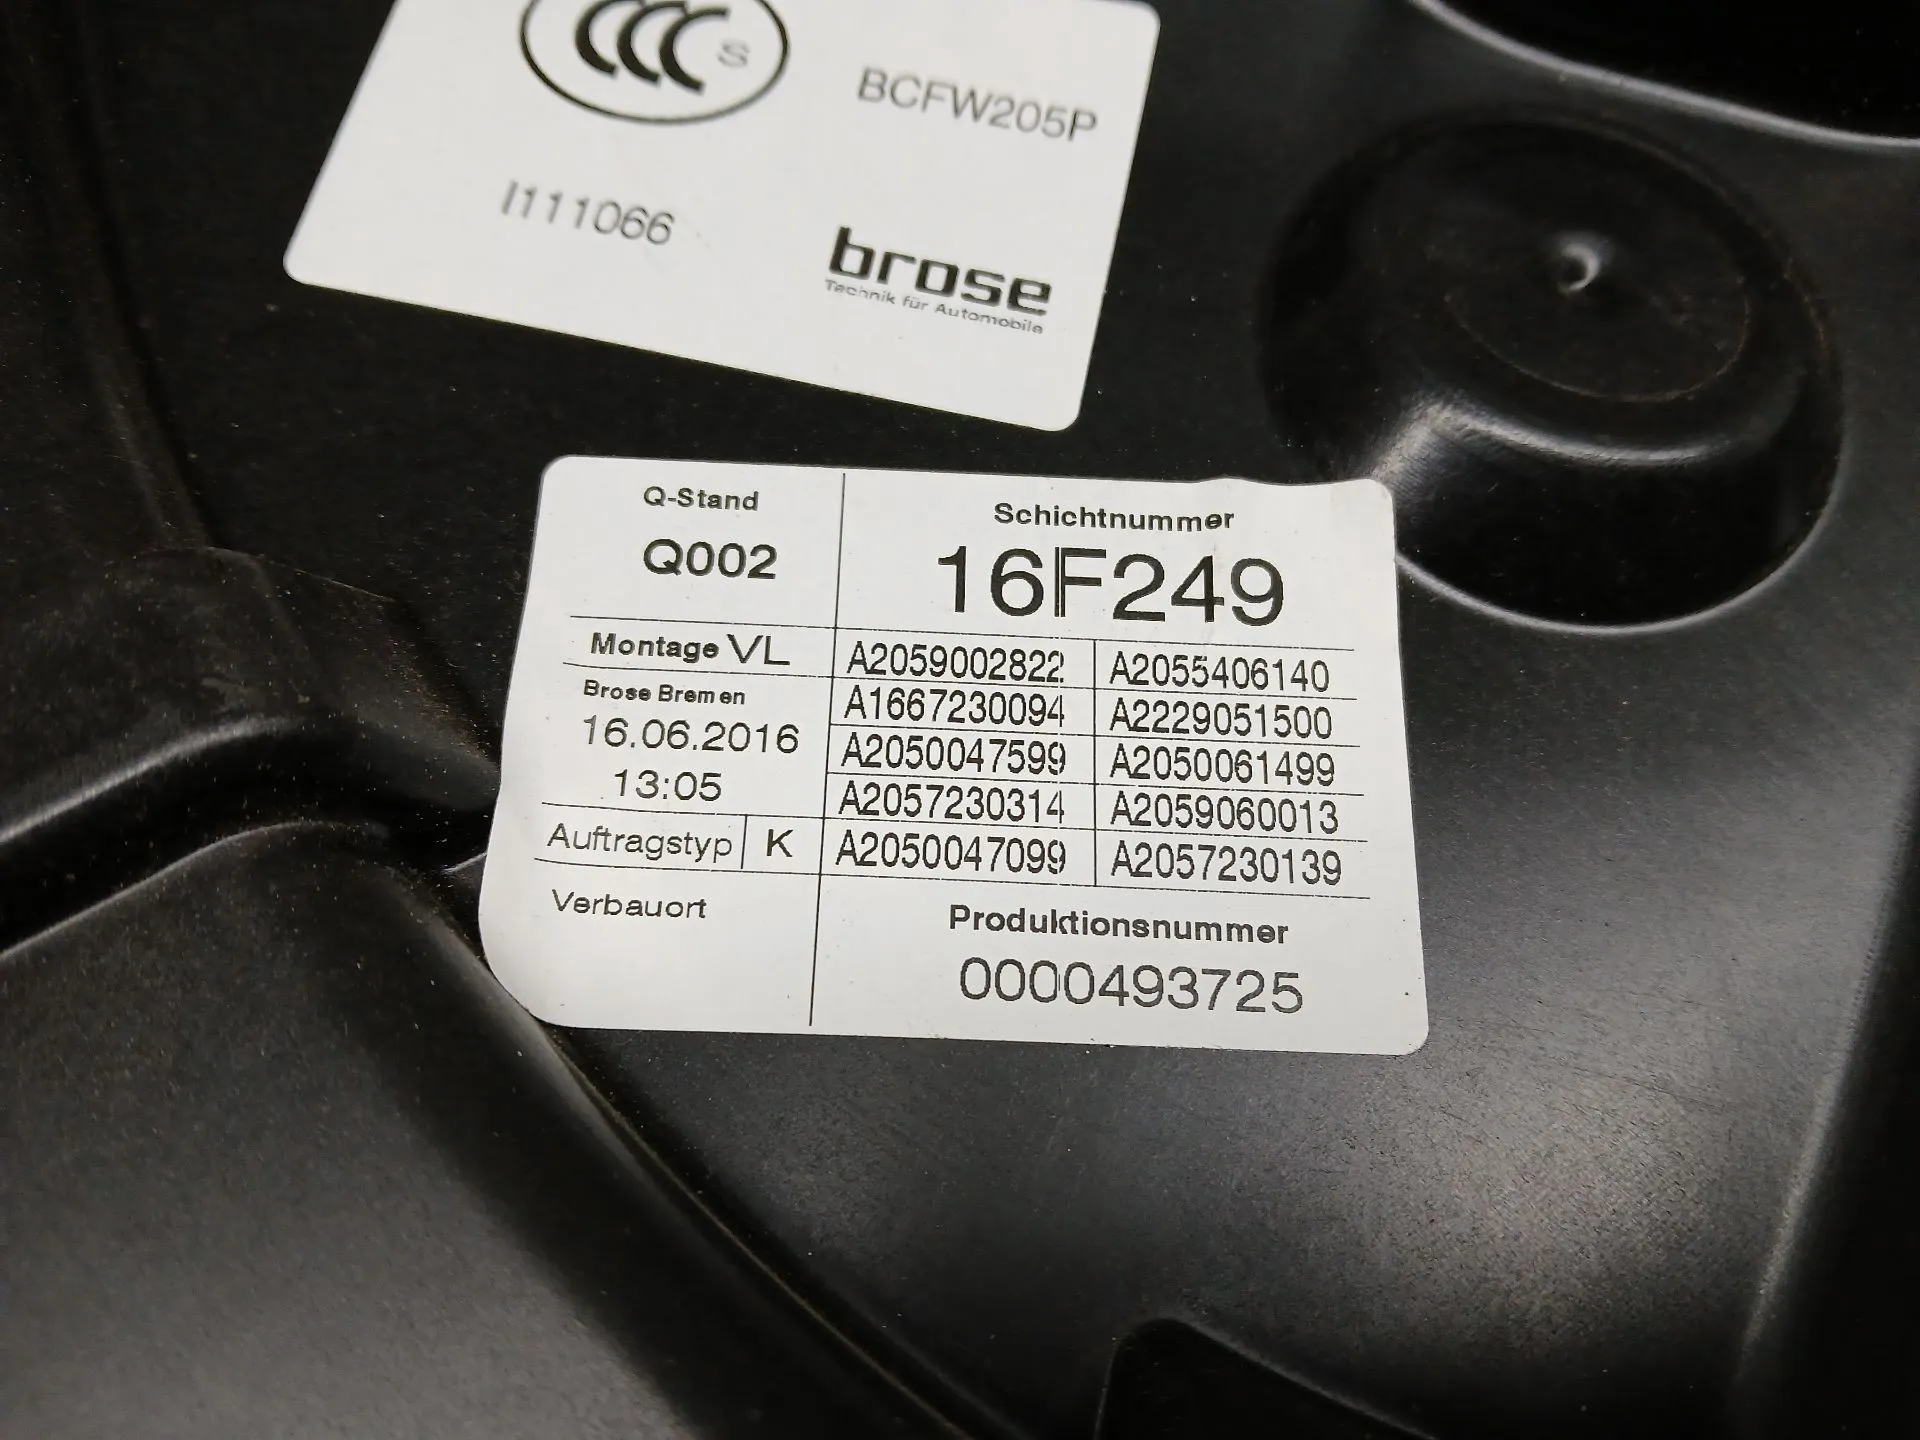 CCC S
BCFW205P
I111066
brose
Technik für Automobile
Q-Stand
Q002
Schichtnummer
16F249
Montage VL
Brose Bremen
16.06.2016
13:05
Auftragstyp K
Verbauort
A2059002822 A2055406140
A1667230094 A2229051500
A2050047599 A2050061499
A2057230314 A2059060013
A2050047099 A2057230139
Produktionsnummer
0000493725